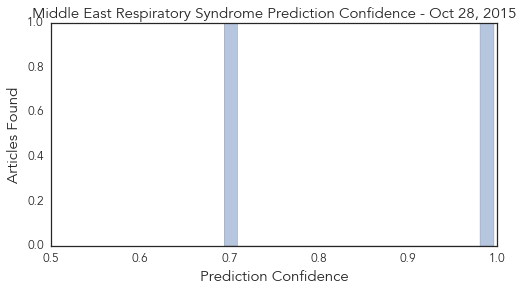 Middle East Respiratory Syndrome Prediction Confidence - Oct 28, 2015
Articles Found
1.0
0.8
0.6
0.4
0.2
0.0
0.5 0.6 0.7 0.8 0.9 1.0
Prediction Confidence